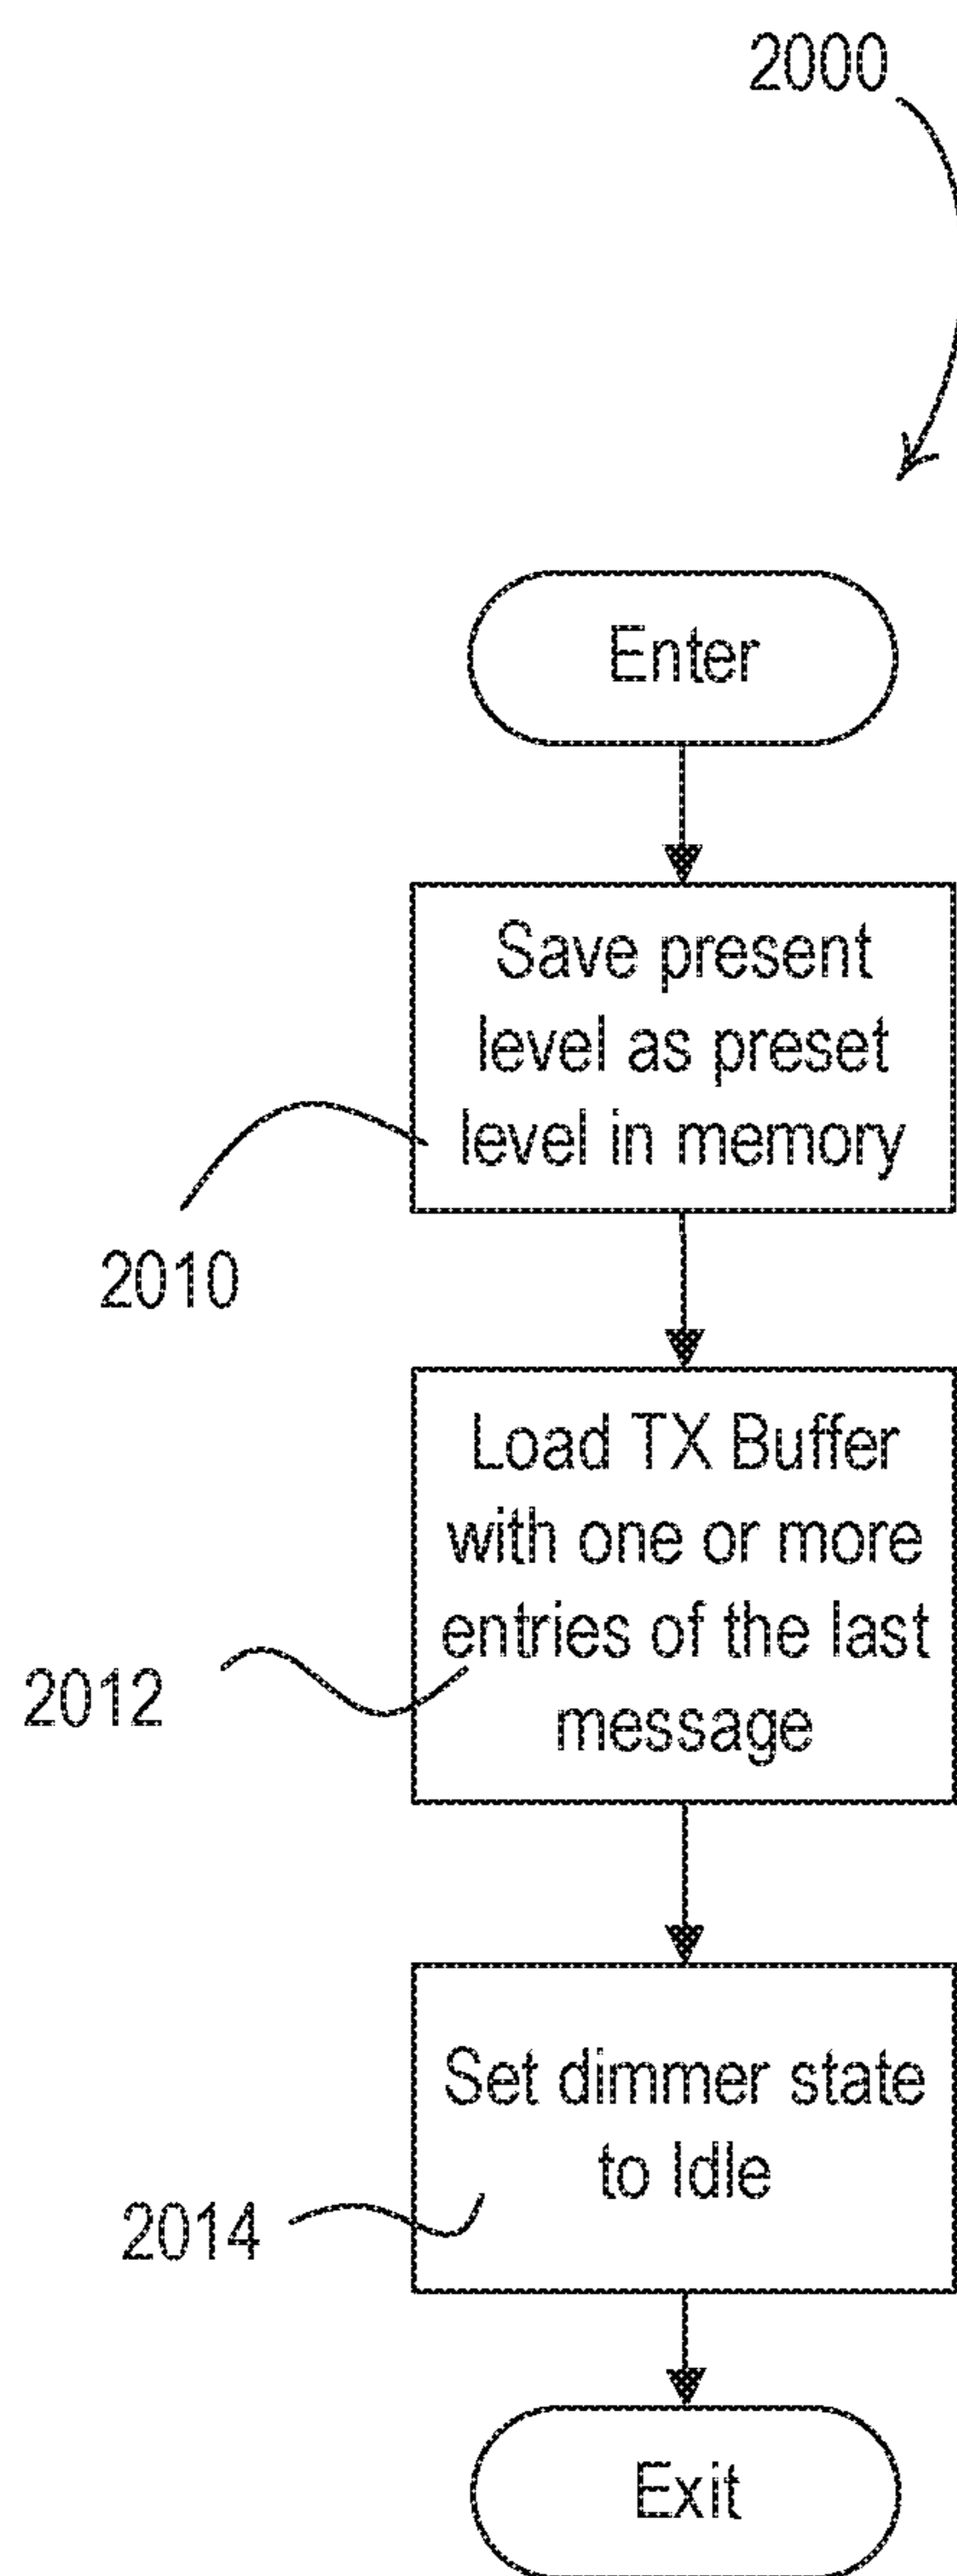 2000
Enter
Save present
level as preset
level in memory
2010
Load TX Buffer
with one or more
entries of the last
message
2012
Set dimmer state
to Idle
2014
Exit